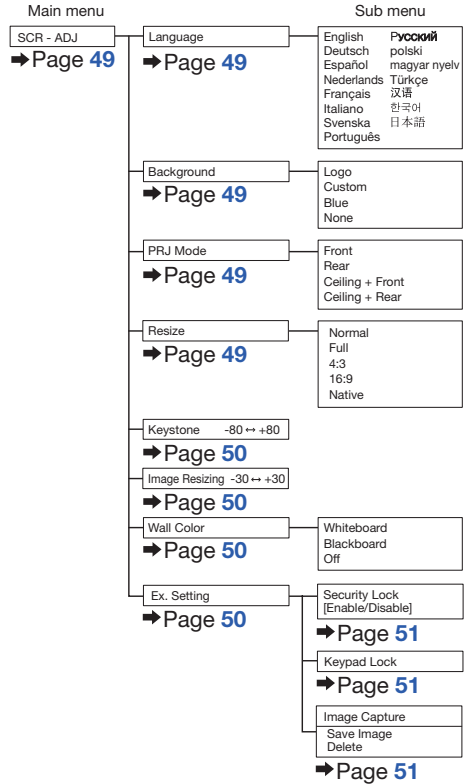 Main menu
Sub menu
SCR - ADJ
➡Page 49
Language
➡Page 49
English Русский
Deutsch polski
Español magyar nyelv
Nederlands Türkçe
Français 汉语
Italiano 한국어
Svenska 日本語
Português
Background
➡Page 49
Logo
Custom
Blue
None
PRJ Mode
➡Page 49
Front
Rear
Ceiling + Front
Ceiling + Rear
Resize
➡Page 49
Normal
Full
4:3
16:9
Native
Keystone -80 ↔ +80
➡Page 50
Image Resizing -30 ↔ +30
➡Page 50
Wall Color
➡Page 50
Whiteboard
Blackboard
Off
Ex. Setting
➡Page 50
Security Lock
[Enable/Disable]
➡Page 51
Keypad Lock
➡Page 51
Image Capture
Save Image
Delete
➡Page 51